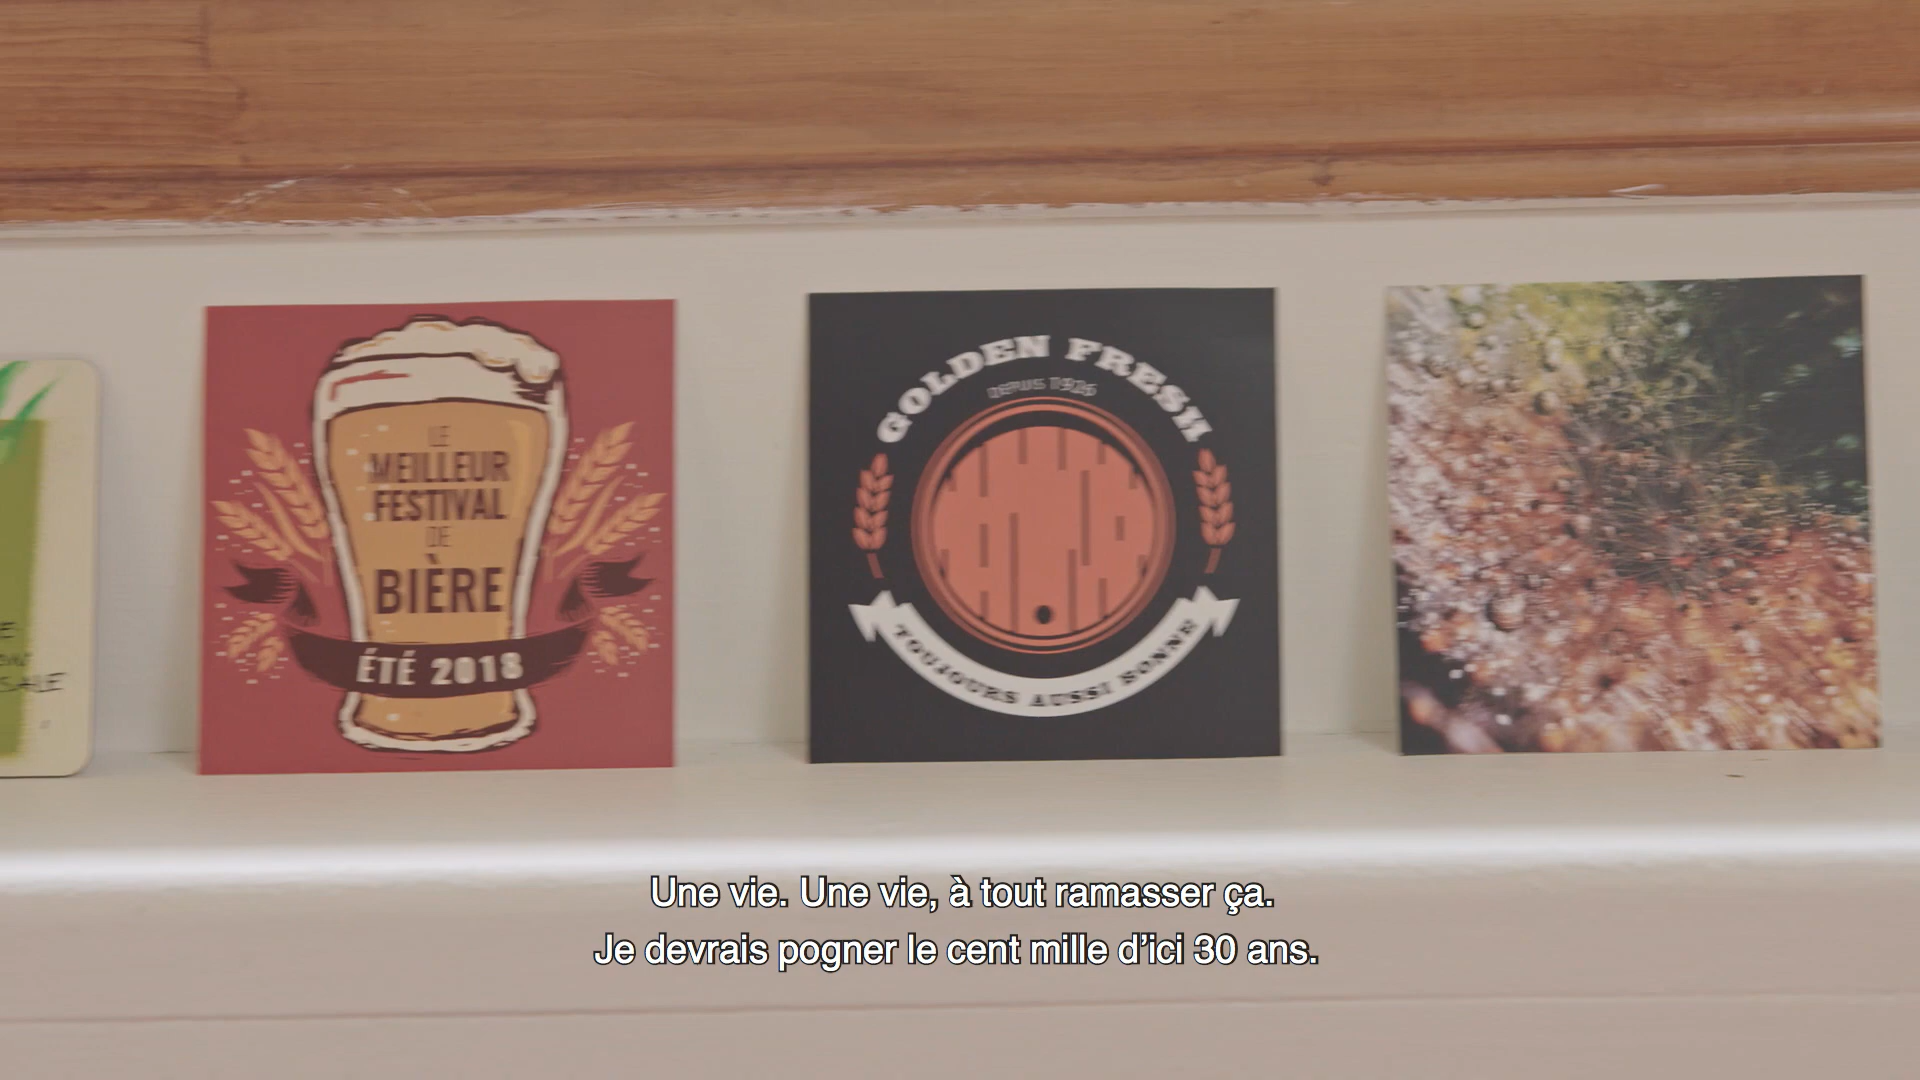 LE
MEILLEUR
FESTIVAL
DE
BIÈRE
ÉTÉ 2018
GOLDEN FRESH
DEPUIS 1926
TOUJOURS AUSSI BONNE
Une vie. Une vie, à tout ramasser ça.
Je devrais pogner le cent mille d’ici 30 ans.